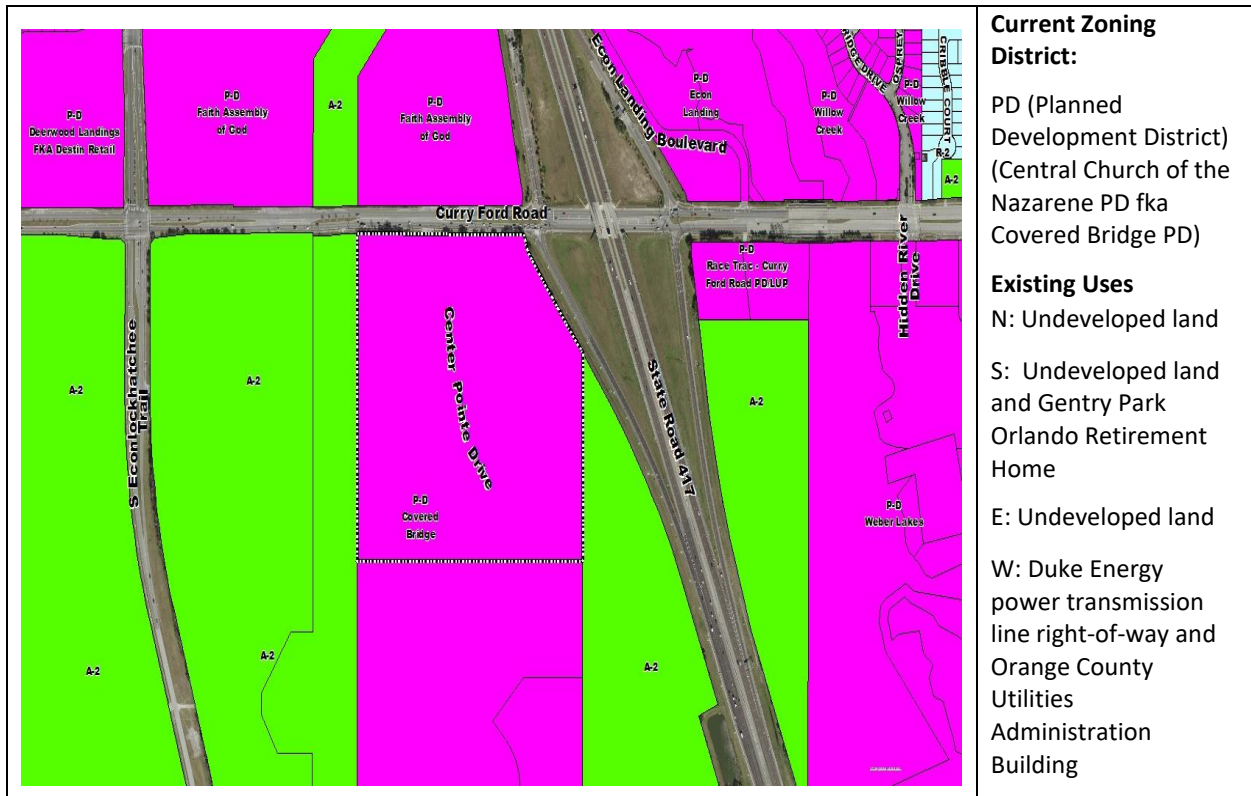 P-D
Deerwood Landings
FKA Destin Retail
P-D
Faith Assembly
of God
A-2
P-D
Faith Assembly
of God
Econ Landing Boulevard
P-D
Econ
Landing
P-D
Willow
Creek
RIDGE DRIVE
OSPREY
P-D
Willow
Creek
CRIBBLE COURT
R-2
A-2
Curry Ford Road
P-D
Race Trac - Curry
Ford Road PD/LUP
Hidden River
Drive
S Econlockhatchee
Trail
A-2
A-2
Center Pointe Drive
State Road 417
A-2
P-D
Covered
Bridge
P-D
Weber Lakes
A-2
A-2
A-2
Current Zoning
District:
PD (Planned
Development District)
(Central Church of the
Nazarene PD fka
Covered Bridge PD)
Existing Uses
N: Undeveloped land
S: Undeveloped land
and Gentry Park
Orlando Retirement
Home
E: Undeveloped land
W: Duke Energy
power transmission
line right-of-way and
Orange County
Utilities
Administration
Building